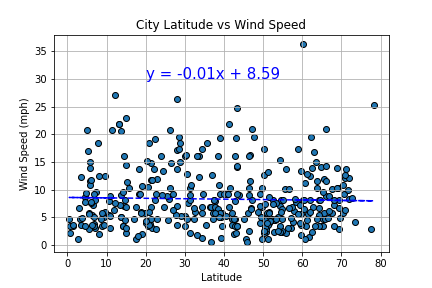 City Latitude vs Wind Speed
35
30
25
20
15
10
5
0
Wind Speed (mph)
y = -0.01x + 8.59
0 10 20 30 40 50 60 70 80
Latitude